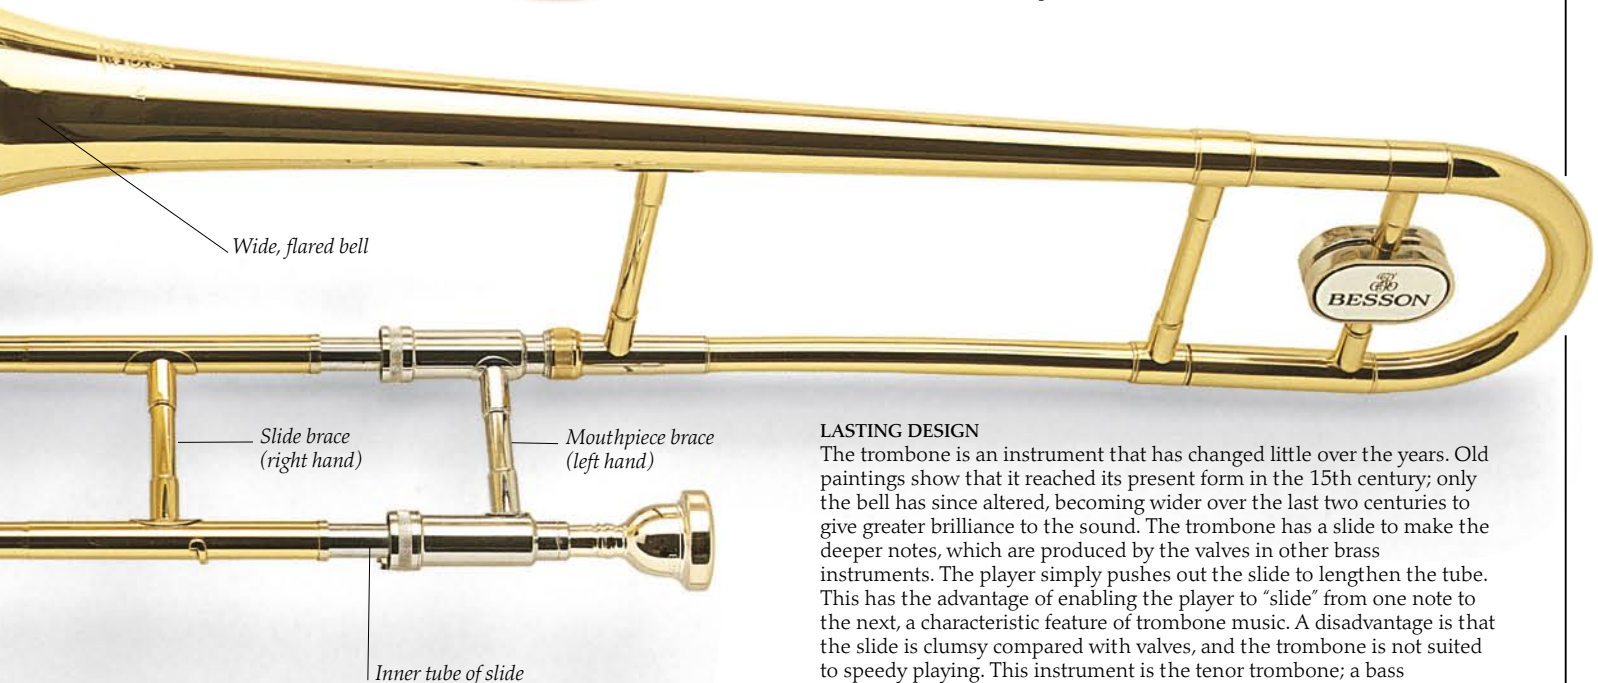 Wide, flared bell
BESSON
Slide brace
(right hand)
Mouthpiece brace
(left hand)
Inner tube of slide
LASTING DESIGN
The trombone is an instrument that has changed little over the years. Old
paintings show that it reached its present form in the 15th century; only
the bell has since altered, becoming wider over the last two centuries to
give greater brilliance to the sound. The trombone has a slide to make the
deeper notes, which are produced by the valves in other brass
instruments. The player simply pushes out the slide to lengthen the tube.
This has the advantage of enabling the player to “slide” from one note to
the next, a characteristic feature of trombone music. A disadvantage is that
the slide is clumsy compared with valves, and the trombone is not suited
to speedy playing. This instrument is the tenor trombone; a bass